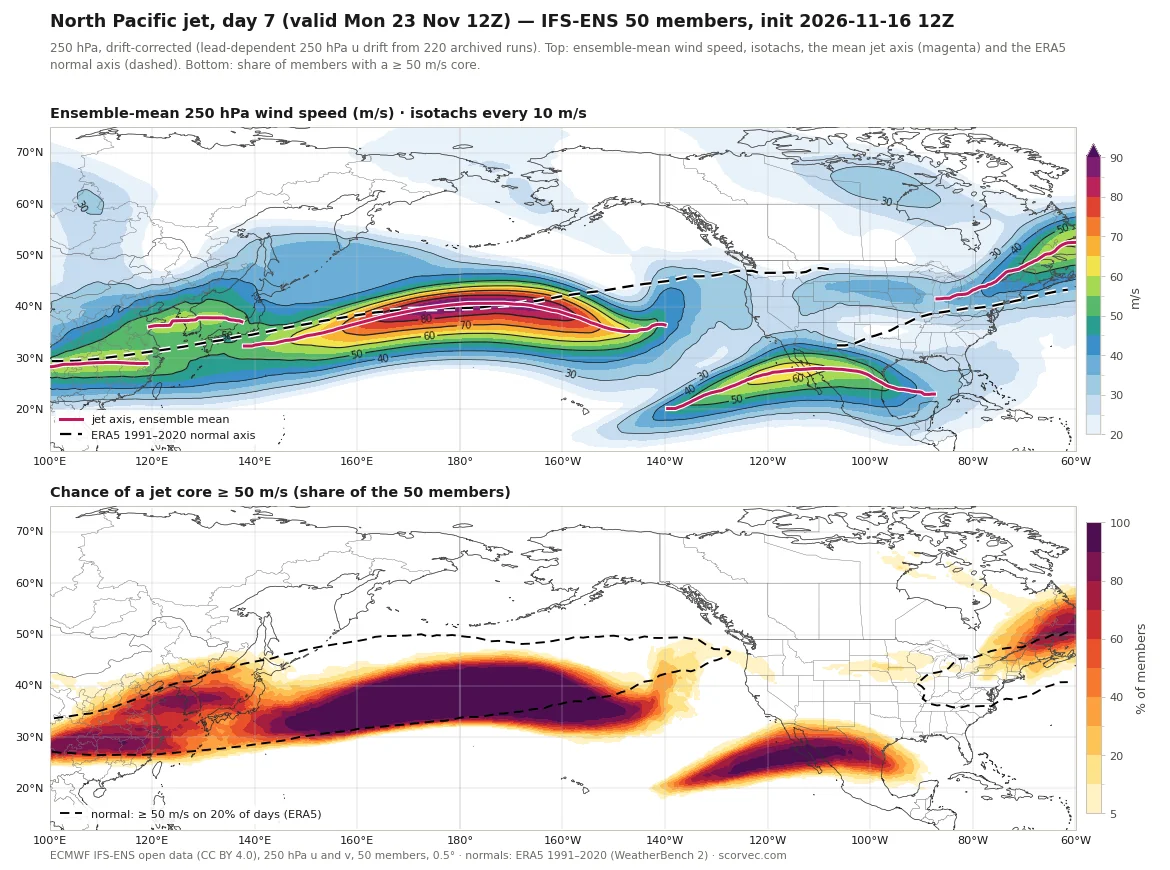 North Pacific jet, day 7 (valid Mon 23 Nov 12Z) — IFS-ENS 50 members, init 2026-11-16 12Z
250 hPa, drift-corrected (lead-dependent 250 hPa u drift from 220 archived runs). Top: ensemble-mean wind speed, isotachs, the mean jet axis (magenta) and the ERA5
normal axis (dashed). Bottom: share of members with a ≥ 50 m/s core.
Ensemble-mean 250 hPa wind speed (m/s) · isotachs every 10 m/s
70°N
60°N
50°N
40°N
30°N
20°N
30
30
50
40
30
80
70
60
50
40
30
30
40
50
60
jet axis, ensemble mean
ERA5 1991–2020 normal axis
100°E 120°E 140°E 160°E 180° 160°W 140°W 120°W 100°W 80°W 60°W
90
80
70
60
50
40
30
20
m/s
Chance of a jet core ≥ 50 m/s (share of the 50 members)
70°N
60°N
50°N
40°N
30°N
20°N
normal: ≥ 50 m/s on 20% of days (ERA5)
100°E 120°E 140°E 160°E 180° 160°W 140°W 120°W 100°W 80°W 60°W
100
80
60
40
20
5
% of members
ECMWF IFS-ENS open data (CC BY 4.0), 250 hPa u and v, 50 members, 0.5° · normals: ERA5 1991–2020 (WeatherBench 2) · scorvec.com